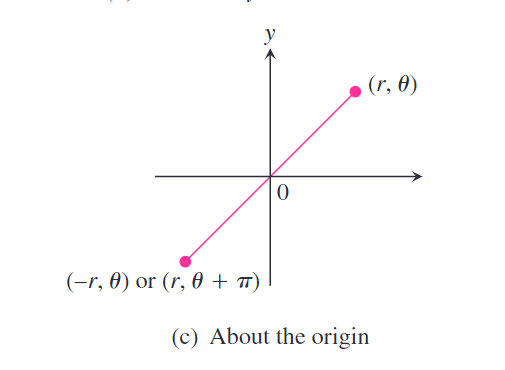 y
(r, θ)
0
(−r, θ) or (r, θ + π)
(c) About the origin